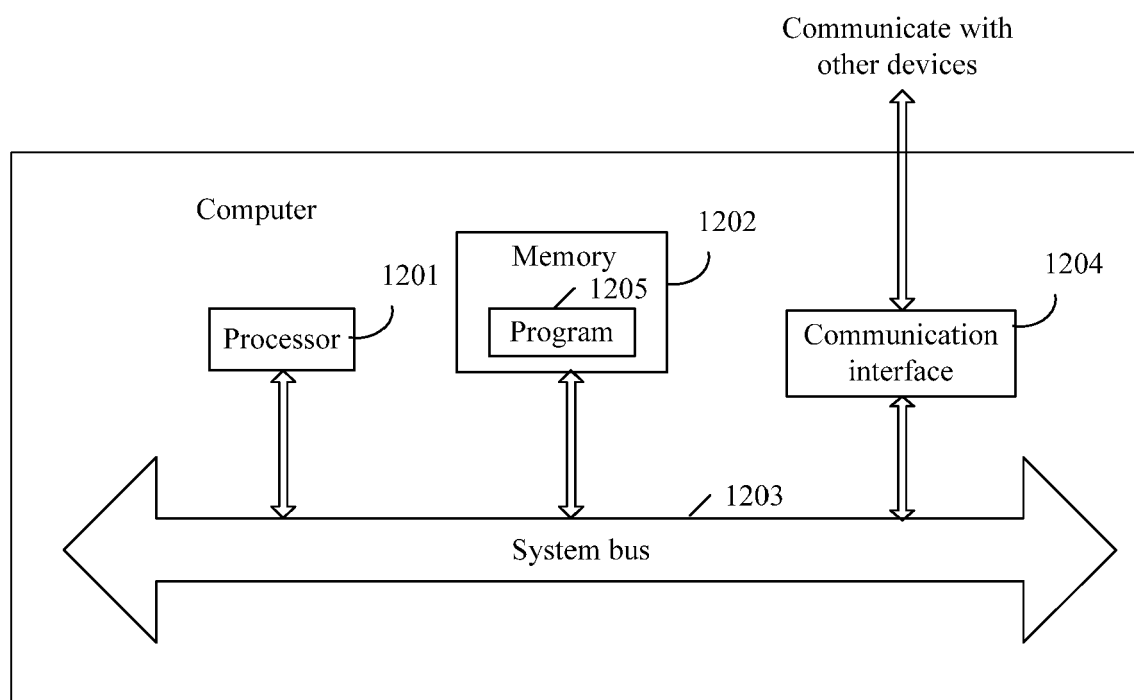 Communicate with
other devices
Computer
1202
Memory
1201
1205
1204
Processor
Program
Communication
interface
1203
System bus